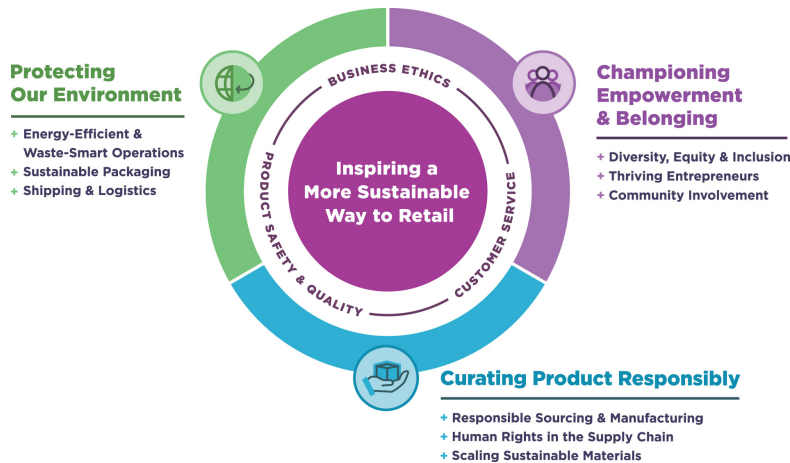 Protecting
Our Environment
+ Energy-Efficient &
Waste-Smart Operations
+ Sustainable Packaging
+ Shipping & Logistics
BUSINESS ETHICS
PRODUCT SAFETY & QUALITY
CUSTOMER SERVICE
Inspiring a
More Sustainable
Way to Retail
Championing
Empowerment
& Belonging
+ Diversity, Equity & Inclusion
+ Thriving Entrepreneurs
+ Community Involvement
Curating Product Responsibly
+ Responsible Sourcing & Manufacturing
+ Human Rights in the Supply Chain
+ Scaling Sustainable Materials